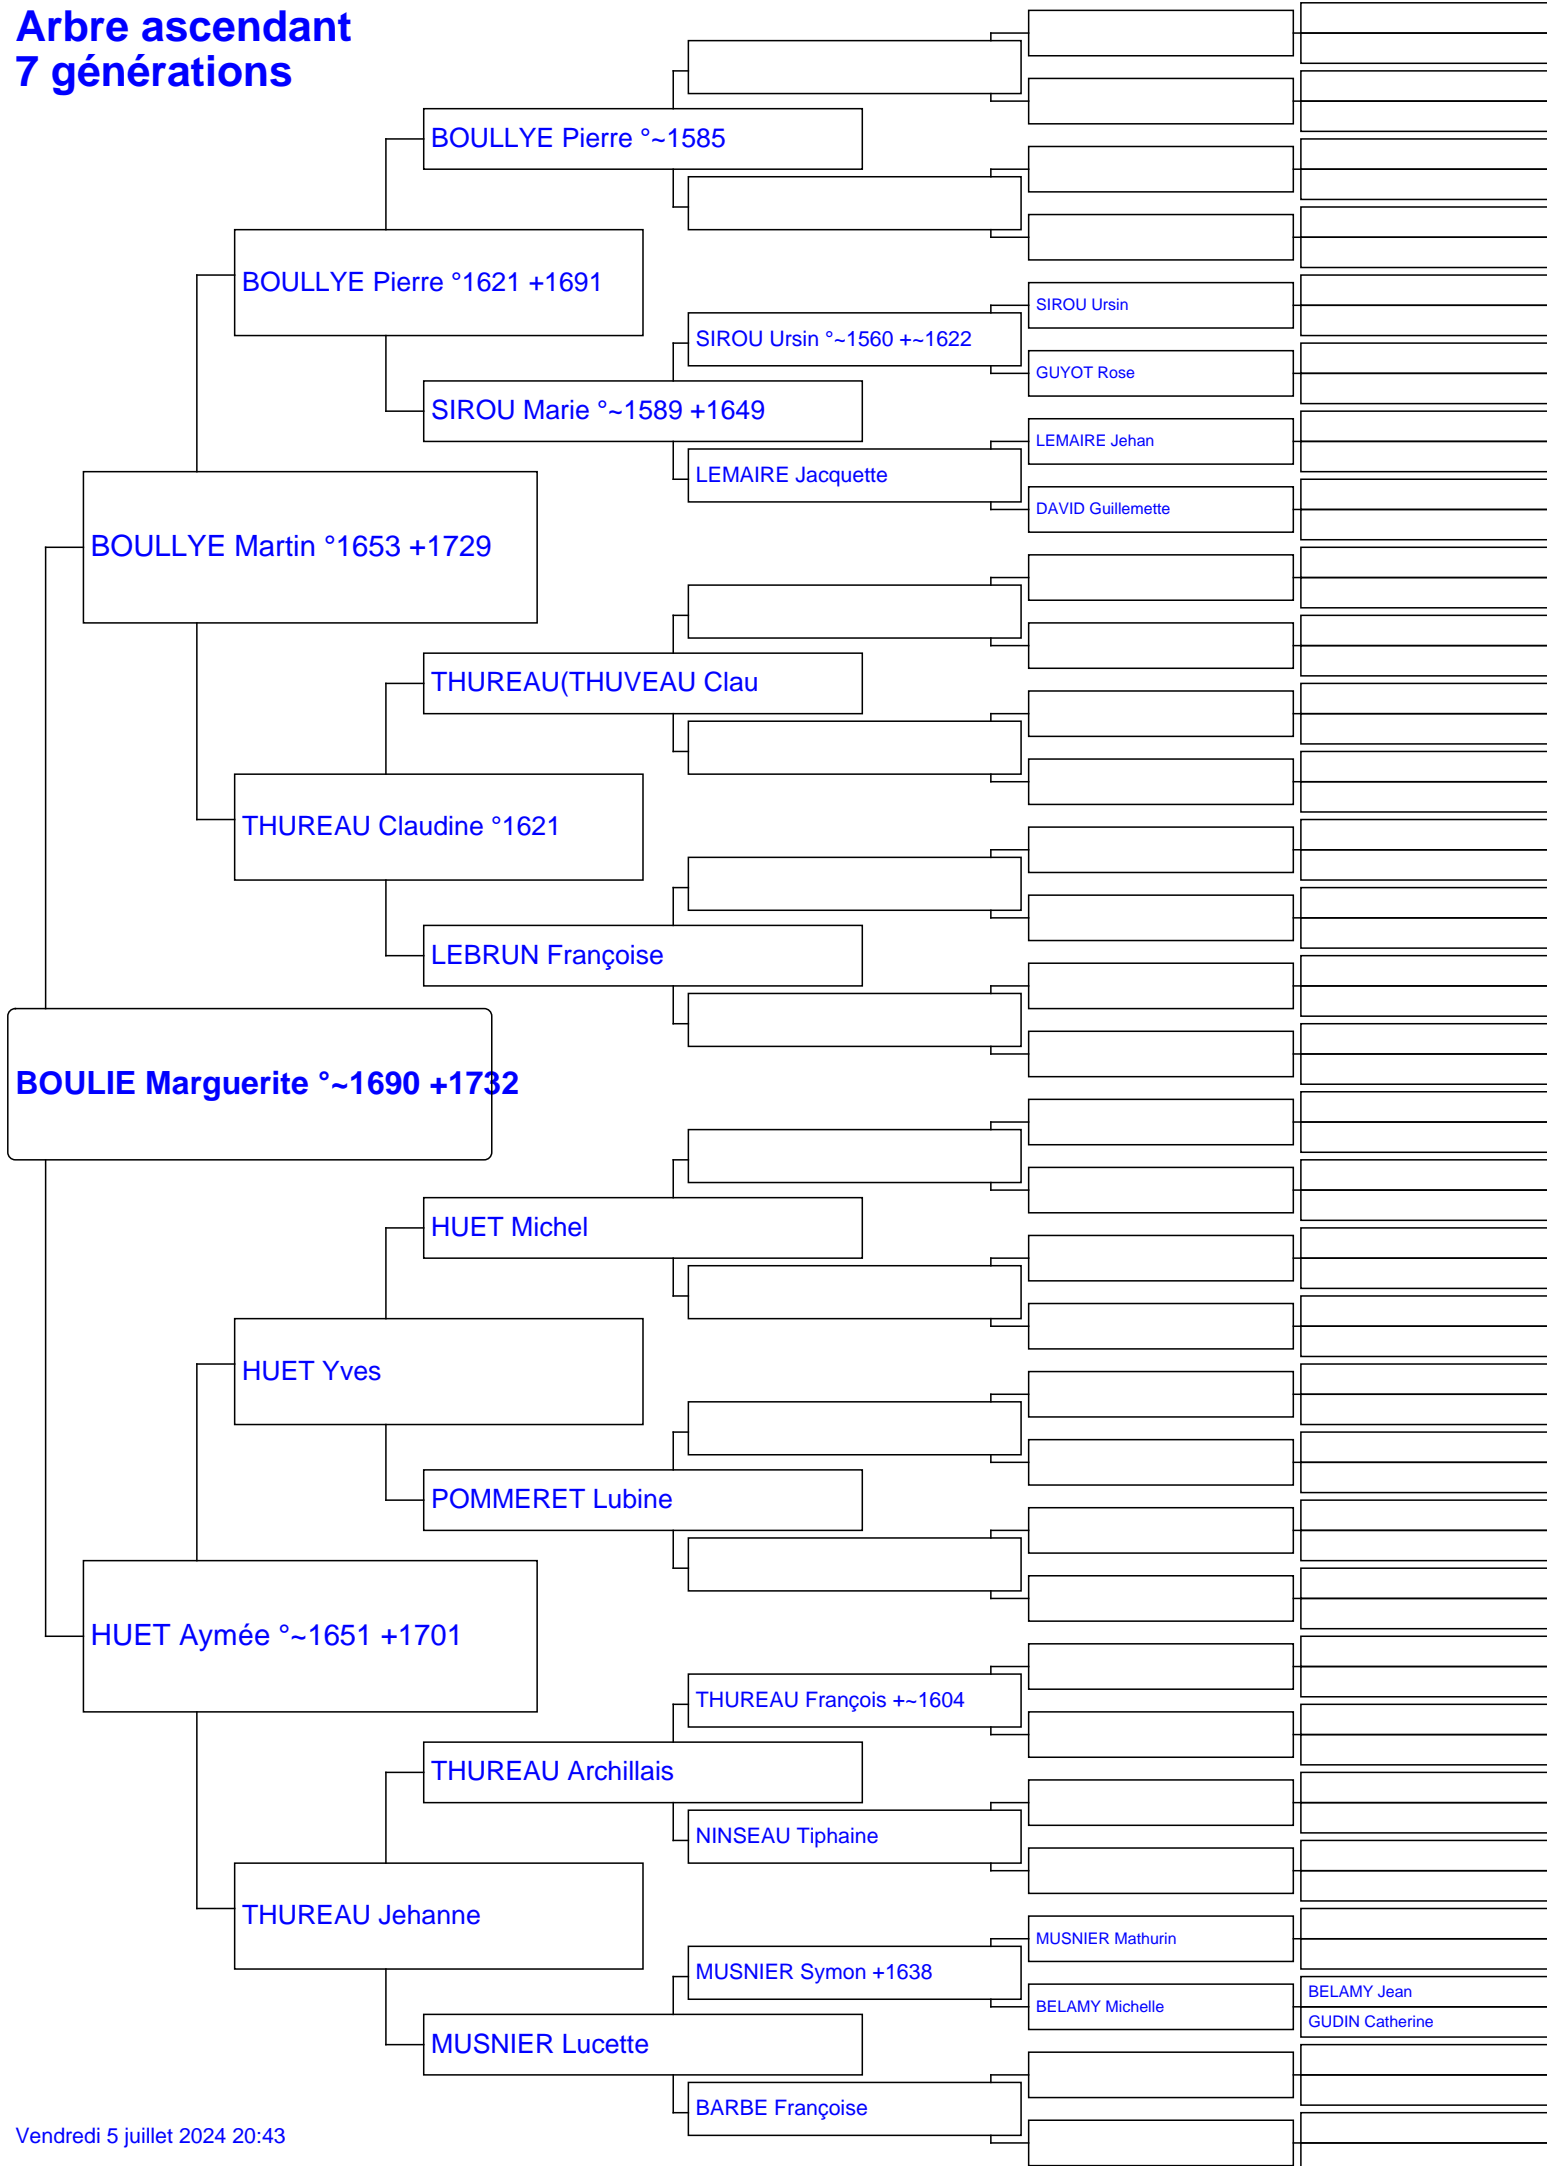 Arbre ascendant
7 générations
BOULLYE Pierre °~1585
BOULLYE Pierre °1621 +1691
SIROU Ursin
SIROU Ursin °~1560 +~1622
GUYOT Rose
SIROU Marie °~1589 +1649
LEMAIRE Jehan
LEMAIRE Jacquette
DAVID Guillemette
BOULLYE Martin °1653 +1729
THUREAU(THUVEAU Clau
THUREAU Claudine °1621
LEBRUN Françoise
BOULIE Marguerite °~1690 +1732
HUET Michel
HUET Yves
POMMERET Lubine
HUET Aymée °~1651 +1701
THUREAU François +~1604
THUREAU Archillais
NINSEAU Tiphaine
THUREAU Jehanne
MUSNIER Mathurin
MUSNIER Symon +1638
BELAMY Jean
BELAMY Michelle
GUDIN Catherine
MUSNIER Lucette
BARBE Françoise
Vendredi 5 juillet 2024 20:43